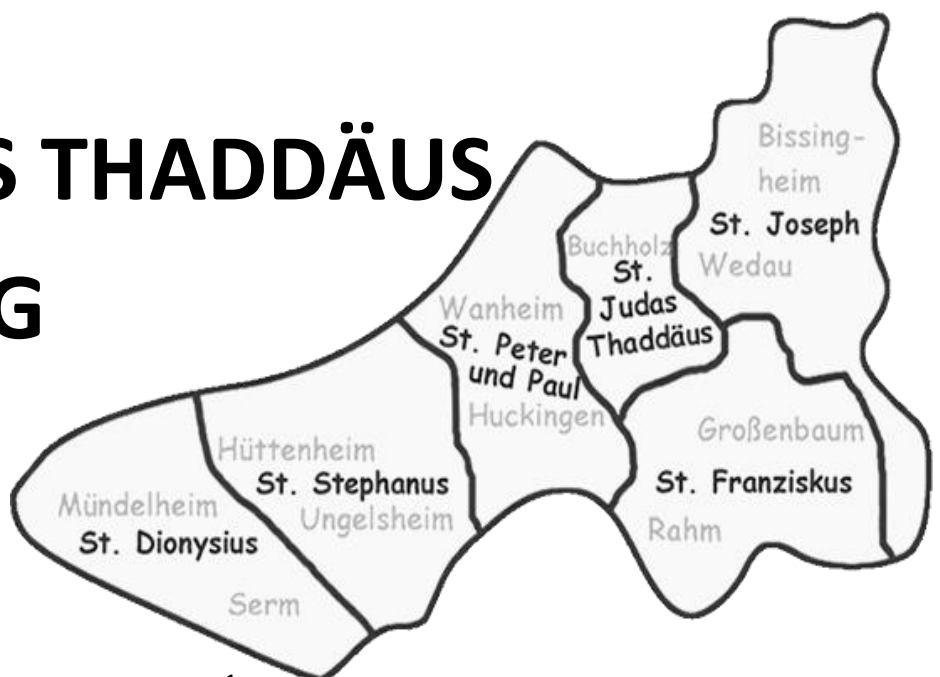 S THADDÄUS
G
Bissing-
heim
St. Joseph
Wedau
Buchholz
St.
Judas
Thaddäus
Wanheim
St. Peter
und Paul
Huckingen
Großenbaum
St. Franziskus
Rahm
Hüttenheim
St. Stephanus
Ungelsheim
Mündelheim
St. Dionysius
Serm